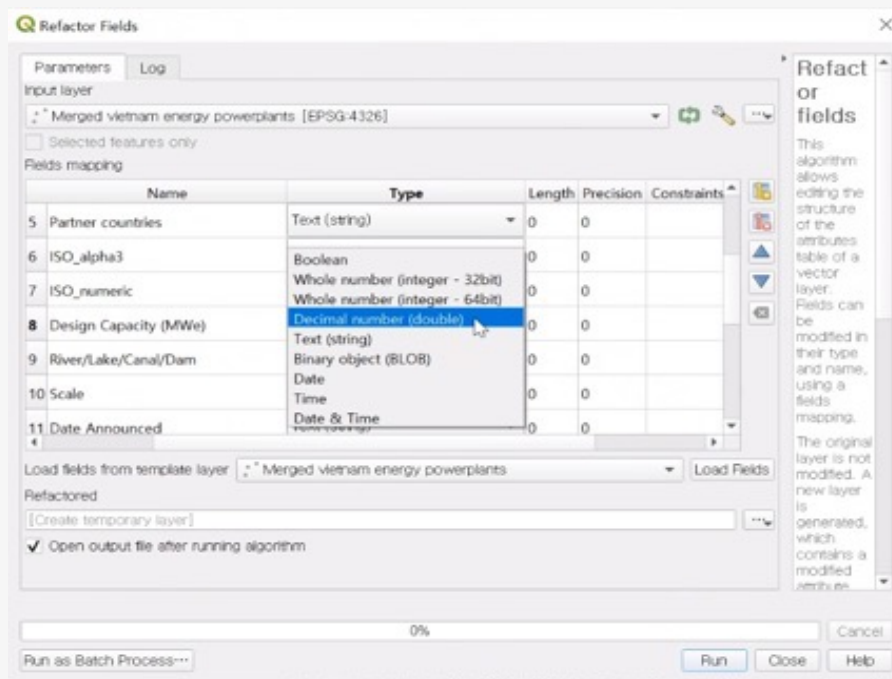 Refactor Fields
Parameters Log
Input layer
Merged vietnam energy powerplants [EPSG:4326]
Selected features only
Fields mapping
Name Type Length Precision Constraints
5 Partner countries Text (string) 0 0
6 ISO_alpha3 0 0
7 ISO_numeric 0 0
8 Design Capacity (MWe) 0 0
9 River/Lake/Canal/Dam 0 0
10 Scale 0 0
11 Date Announced 0 0
Boolean
Whole number (integer - 32bit)
Whole number (integer - 64bit)
Decimal number (double)
Text (string)
Binary object (BLOB)
Date
Time
Date & Time
Load fields from template layer Merged vietnam energy powerplants Load Fields
Refactored
[Create temporary layer]
Open output file after running algorithm
0%
Cancel
Run as Batch Process...
Run Close Help
Refact
or
fields
This
algorithm
allows
editing the
structure
of the
attributes
table of a
vector
layer.
Fields can
be
modified in
their type
and name,
using a
fields
mapping.
The original
layer is not
modified. A
new layer
is
generated,
which
contains a
modified
attribute